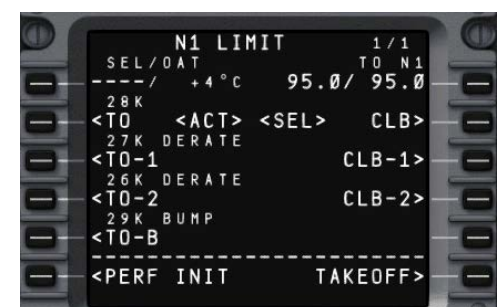 N1 LIMIT 1/1
SEL/OAT TO N1
----/ +4°C 95.0/ 95.0
28K
<TO <ACT> <SEL> CLB>
27K DERATE
<TO-1 CLB-1>
26K DERATE
<TO-2 CLB-2>
29K BUMP
<TO-B
--------------------------------
<PERF INIT TAKEOFF>